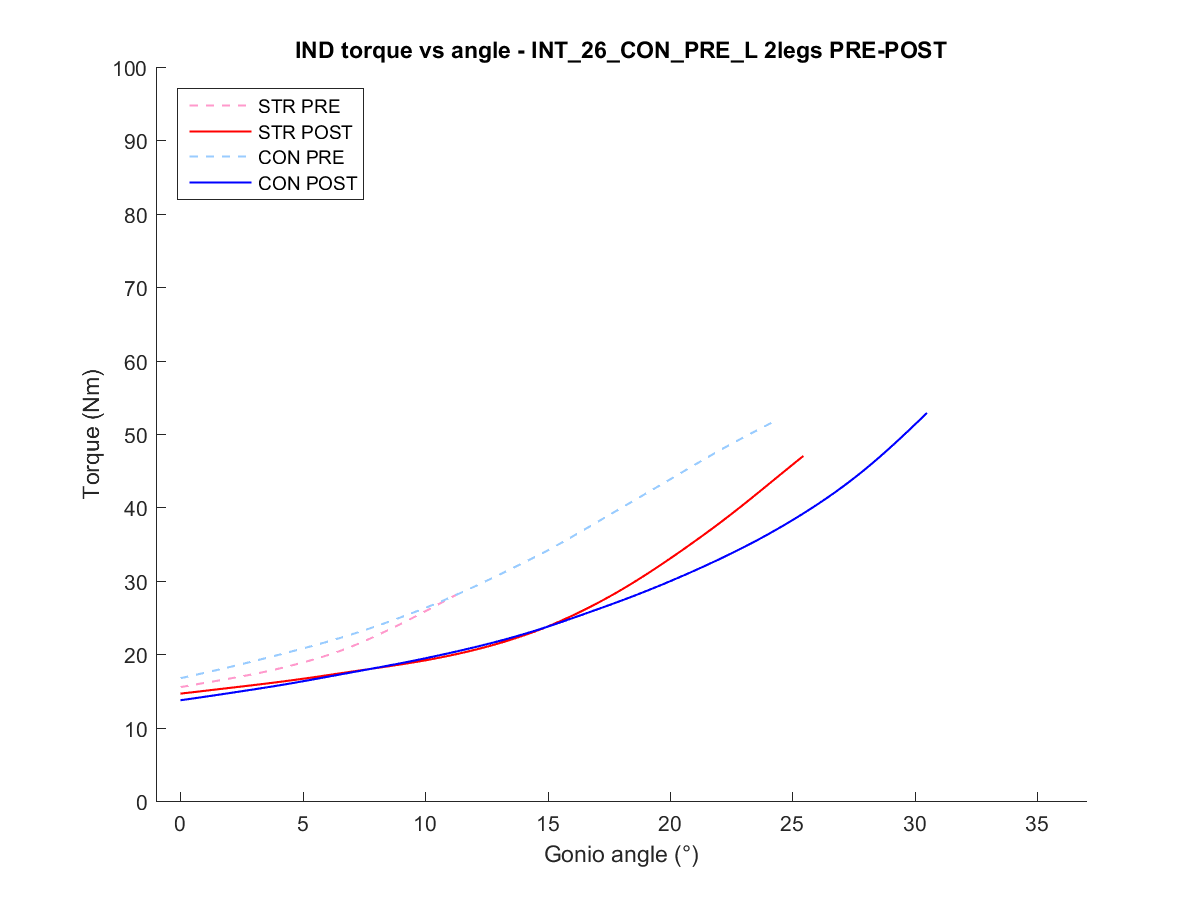 IND torque vs angle - INT_26_CON_PRE_L 2legs PRE-POST
100
90
80
70
60
50
40
30
20
10
0
STR PRE
STR POST
CON PRE
CON POST
Torque (Nm)
0 5 10 15 20 25 30 35
Gonio angle (°)